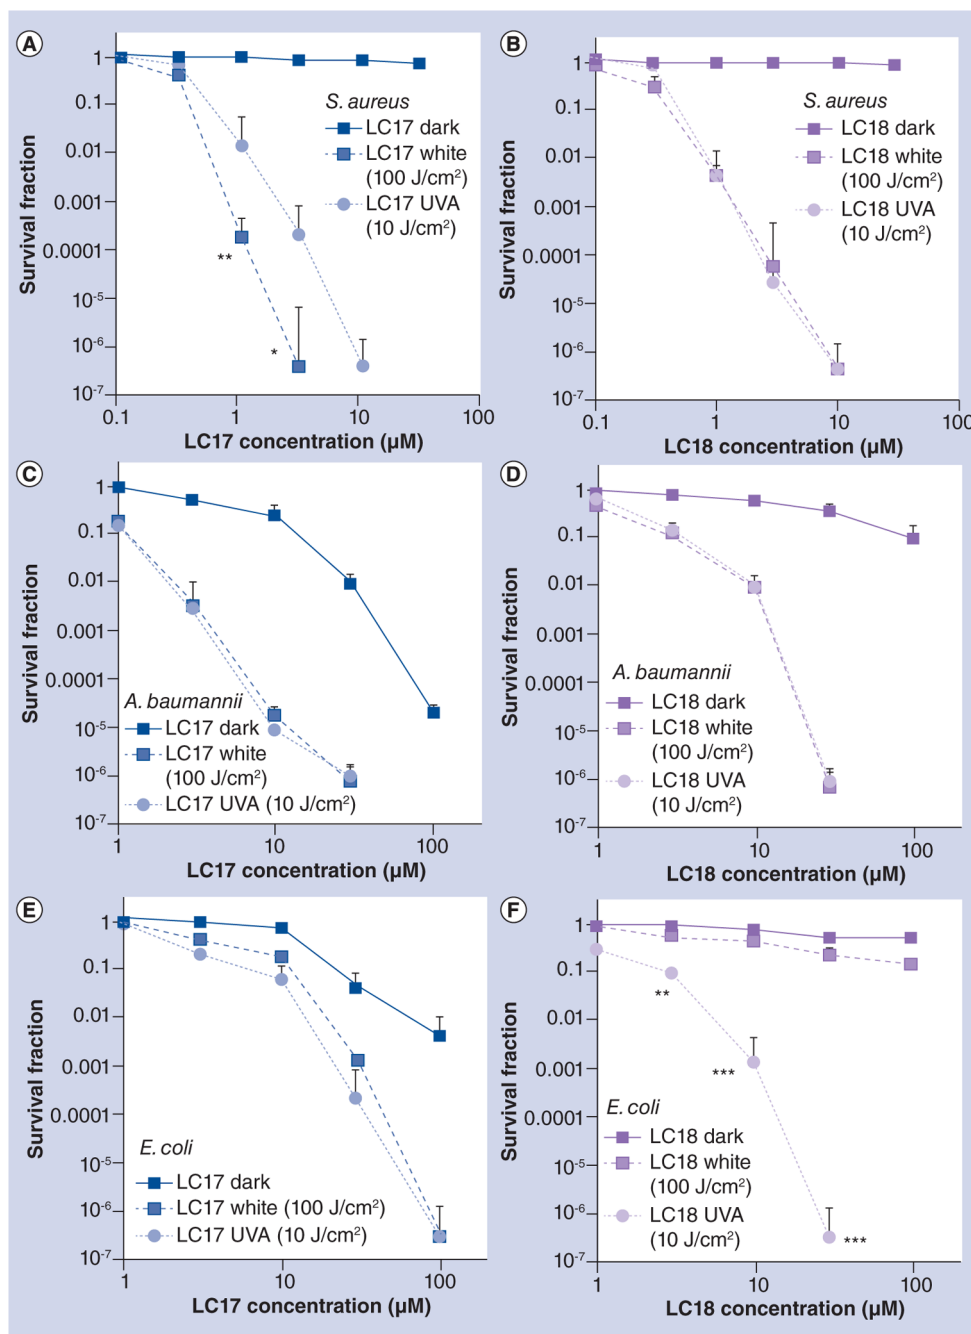 A
Survival fraction
1
0.1
0.01
0.001
0.0001
10-5
10-6
10-7
S. aureus
LC17 dark
LC17 white
(100 J/cm2)
LC17 UVA
(10 J/cm2)
**
*
0.1 1 10 100
LC17 concentration (µM)
B
Survival fraction
1
0.1
0.01
0.001
0.0001
10-5
10-6
10-7
S. aureus
LC18 dark
LC18 white
(100 J/cm2)
LC18 UVA
(10 J/cm2)
0.1 1 10 100
LC18 concentration (µM)
C
Survival fraction
1
0.1
0.01
0.001
0.0001
10-5
10-6
10-7
A. baumannii
LC17 dark
LC17 white
(100 J/cm2)
LC17 UVA (10 J/cm2)
1 10 100
LC17 concentration (µM)
D
Survival fraction
1
0.1
0.01
0.001
0.0001
10-5
10-6
10-7
A. baumannii
LC18 dark
LC18 white
(100 J/cm2)
LC18 UVA
(10 J/cm2)
1 10 100
LC18 concentration (µM)
E
Survival fraction
1
0.1
0.01
0.001
0.0001
10-5
10-6
10-7
E. coli
LC17 dark
LC17 white (100 J/cm2)
LC17 UVA (10 J/cm2)
1 10 100
LC17 concentration (µM)
F
Survival fraction
1
0.1
0.01
0.001
0.0001
10-5
10-6
10-7
**
***
E. coli
LC18 dark
LC18 white
(100 J/cm2)
LC18 UVA
(10 J/cm2)
***
1 10 100
LC18 concentration (µM)